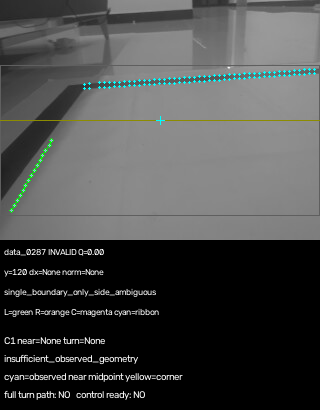 data_0287 INVALID Q=0.00
y=120 dx=None norm=None
single_boundary_only_side_ambiguous
L=green R=orange C=magenta cyan=ribbon
C1 near=None turn=None
insufficient_observed_geometry
cyan=observed near midpoint yellow=corner
full turn path: NO control ready: NO